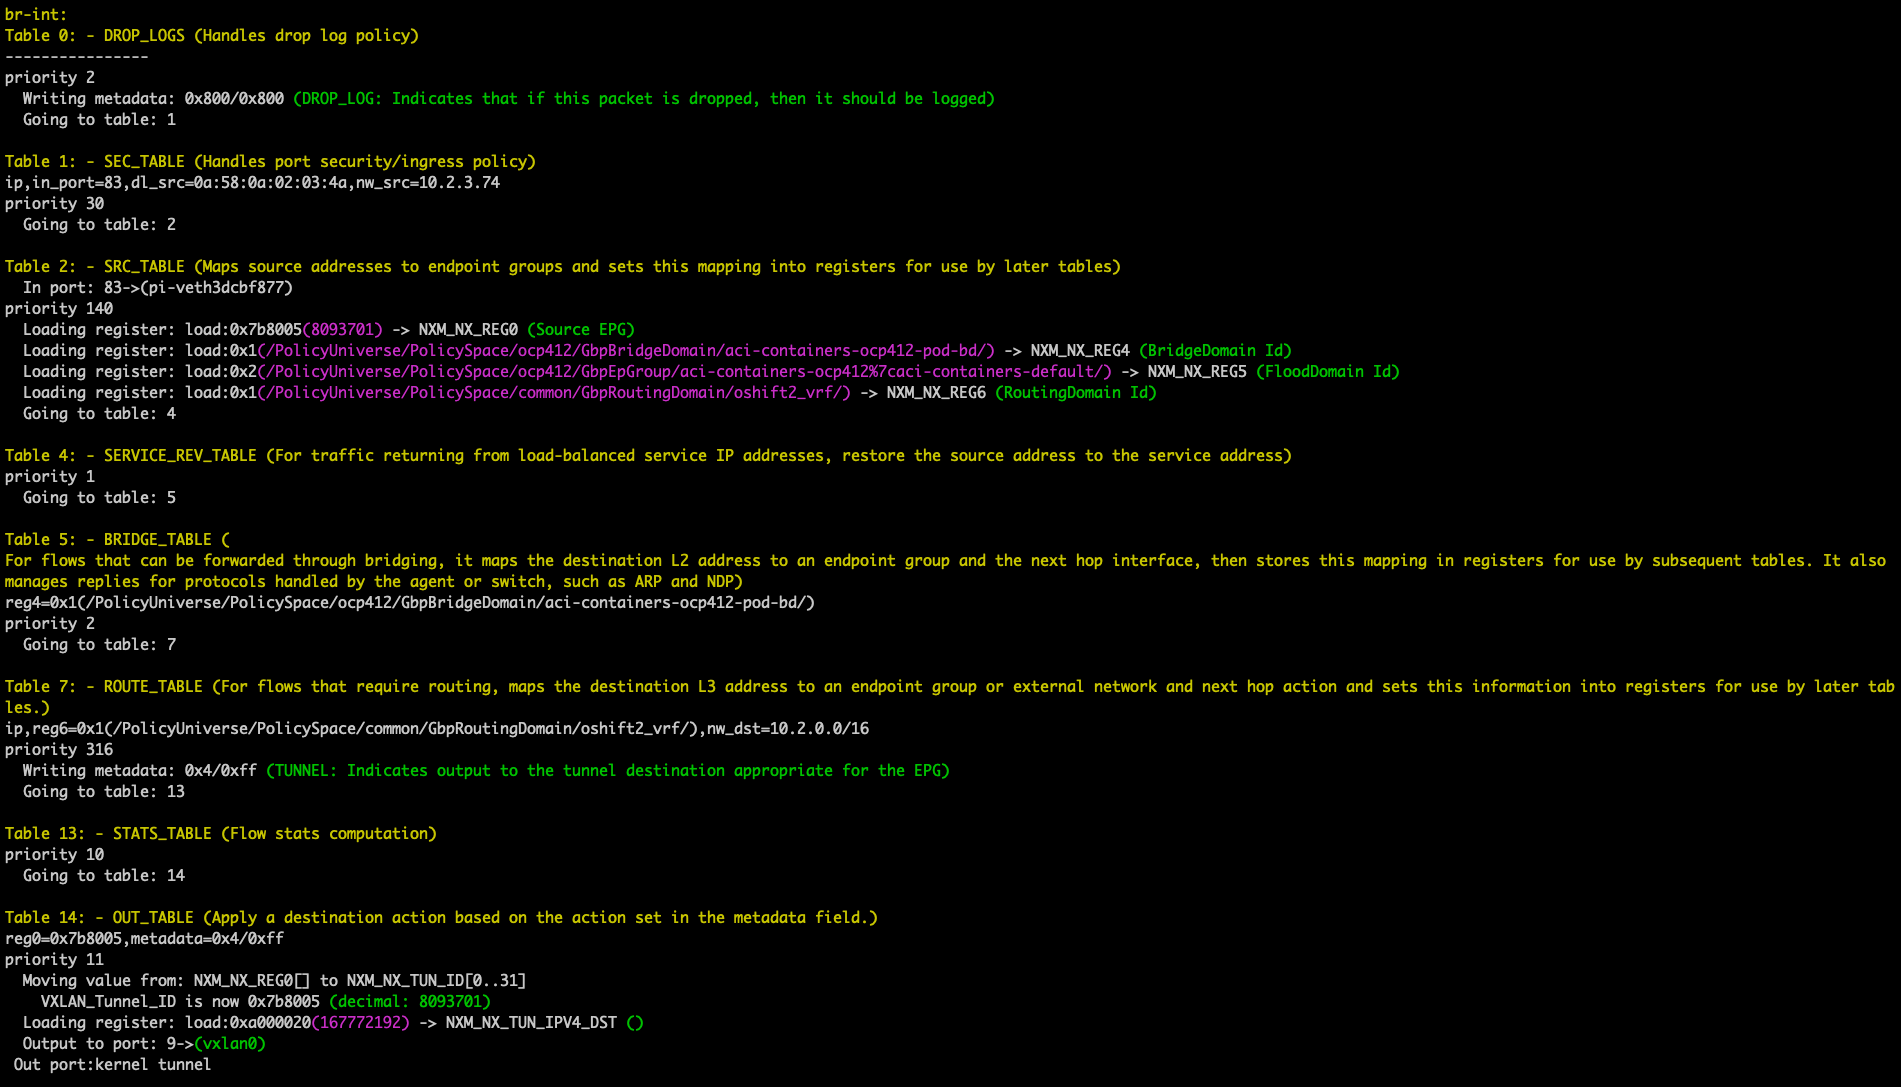 br-int:
Table 0: - DROP_LOGS (Handles drop log policy)
----------------
priority 2
  Writing metadata: 0x800/0x800 (DROP_LOG: Indicates that if this packet is dropped, then it should be logged)
  Going to table: 1

Table 1: - SEC_TABLE (Handles port security/ingress policy)
ip,in_port=83,dl_src=0a:58:0a:02:03:4a,nw_src=10.2.3.74
priority 30
  Going to table: 2

Table 2: - SRC_TABLE (Maps source addresses to endpoint groups and sets this mapping into registers for use by later tables)
  In port: 83->(pi-veth3dcbf877)
priority 140
  Loading register: load:0x7b8005(8093701) -> NXM_NX_REG0 (Source EPG)
  Loading register: load:0x1(/PolicyUniverse/PolicySpace/ocp412/GbpBridgeDomain/aci-containers-ocp412-pod-bd/) -> NXM_NX_REG4 (BridgeDomain Id)
  Loading register: load:0x2(/PolicyUniverse/PolicySpace/ocp412/GbpEpGroup/aci-containers-ocp412%7caci-containers-default/) -> NXM_NX_REG5 (FloodDomain Id)
  Loading register: load:0x1(/PolicyUniverse/PolicySpace/common/GbpRoutingDomain/oshift2_vrf/) -> NXM_NX_REG6 (RoutingDomain Id)
  Going to table: 4

Table 4: - SERVICE_REV_TABLE (For traffic returning from load-balanced service IP addresses, restore the source address to the service address)
priority 1
  Going to table: 5

Table 5: - BRIDGE_TABLE (
For flows that can be forwarded through bridging, it maps the destination L2 address to an endpoint group and the next hop interface, then stores this mapping in registers for use by subsequent tables. It also
manages replies for protocols handled by the agent or switch, such as ARP and NDP)
reg4=0x1(/PolicyUniverse/PolicySpace/ocp412/GbpBridgeDomain/aci-containers-ocp412-pod-bd/)
priority 2
  Going to table: 7

Table 7: - ROUTE_TABLE (For flows that require routing, maps the destination L3 address to an endpoint group or external network and next hop action and sets this information into registers for use by later tab
les.)
ip,reg6=0x1(/PolicyUniverse/PolicySpace/common/GbpRoutingDomain/oshift2_vrf/),nw_dst=10.2.0.0/16
priority 316
  Writing metadata: 0x4/0xff (TUNNEL: Indicates output to the tunnel destination appropriate for the EPG)
  Going to table: 13

Table 13: - STATS_TABLE (Flow stats computation)
priority 10
  Going to table: 14

Table 14: - OUT_TABLE (Apply a destination action based on the action set in the metadata field.)
reg0=0x7b8005,metadata=0x4/0xff
priority 11
  Moving value from: NXM_NX_REG0[] to NXM_NX_TUN_ID[0..31]
    VXLAN_Tunnel_ID is now 0x7b8005 (decimal: 8093701)
  Loading register: load:0xa000020(167772192) -> NXM_NX_TUN_IPV4_DST ()
  Output to port: 9->(vxlan0)
 Out port:kernel tunnel